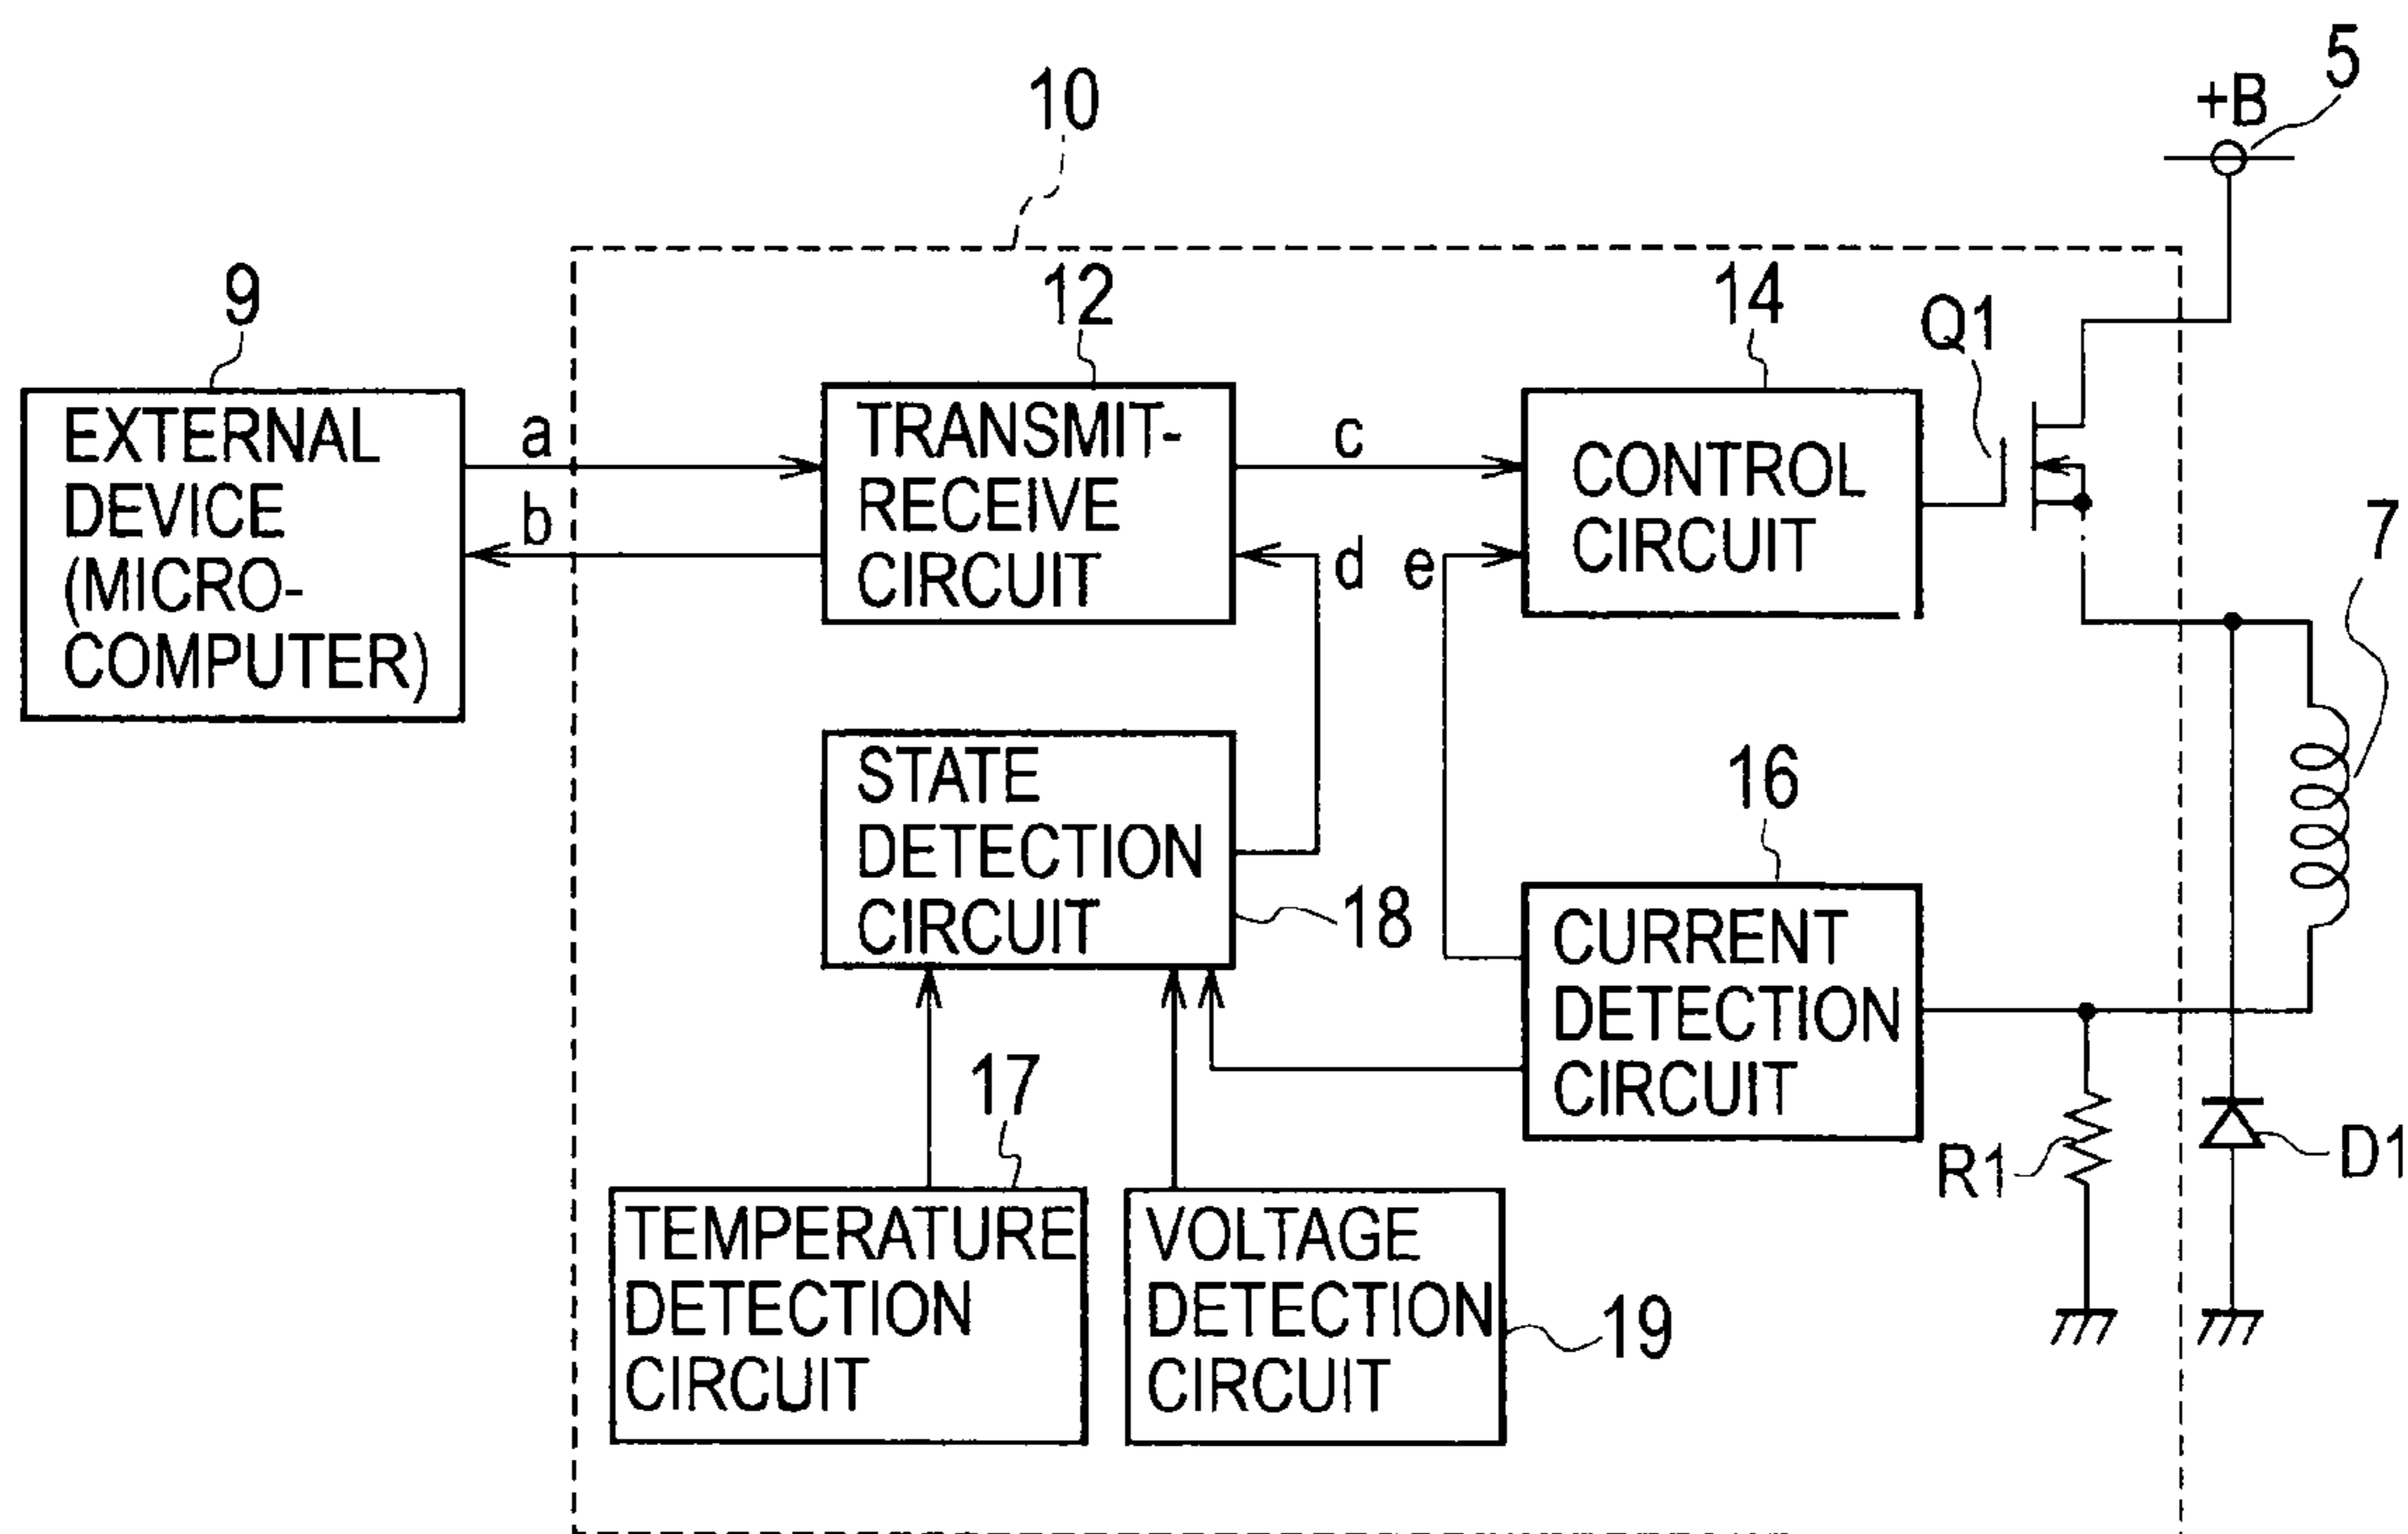 5
+B
10
9
12
14
Q1
EXTERNAL
DEVICE
(MICRO-
COMPUTER)
a
b
TRANSMIT-
RECEIVE
CIRCUIT
c
d
e
CONTROL
CIRCUIT
7
STATE
DETECTION
CIRCUIT
18
16
CURRENT
DETECTION
CIRCUIT
17
R1
D1
TEMPERATURE
DETECTION
CIRCUIT
VOLTAGE
DETECTION
CIRCUIT
19